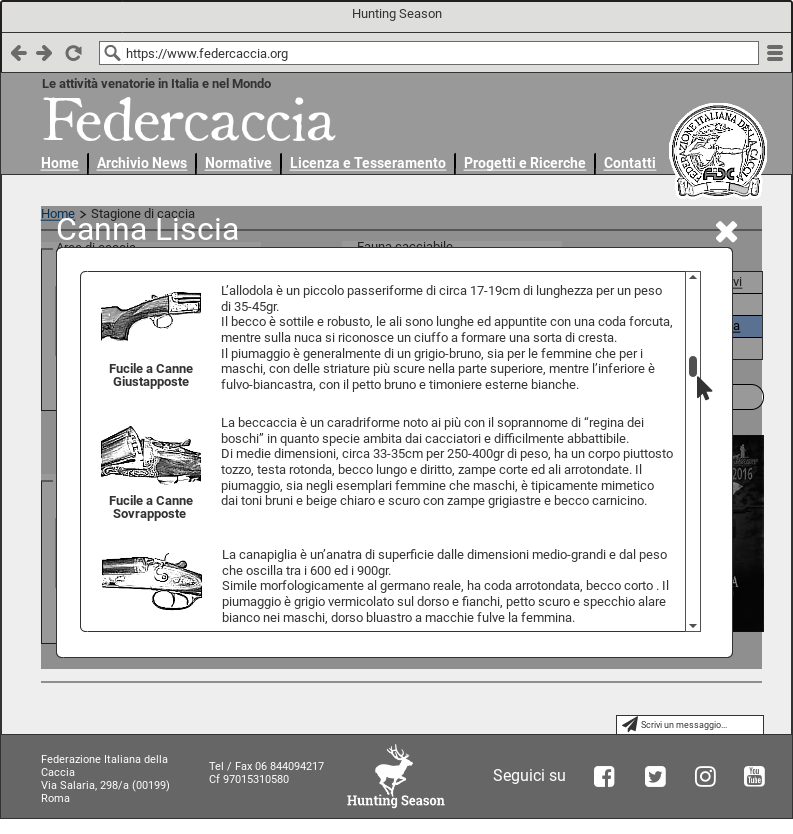 Hunting Season
https://www.federcaccia.org
Le attività venatorie in Italia e nel Mondo
Federcaccia
Home
Archivio News
Normative
Licenza e Tesseramento
Progetti e Ricerche
Contatti
FEDERAZIONE ITALIANA DELLA CACCIA
FIDC
Home > Stagione di caccia
Canna Liscia
Aree di caccia
Fauna cacciabile
vi
a
L'allodola è un piccolo passeriforme di circa 17-19cm di lunghezza per un peso
di 35-45gr.
Il becco è sottile e robusto, le ali sono lunghe ed appuntite con una coda forcuta,
mentre sulla nuca si riconosce un ciuffo a formare una sorta di cresta.
Il piumaggio è generalmente di un grigio-bruno, sia per le femmine che per i
maschi, con delle striature più scure nella parte superiore, mentre l'inferiore è
fulvo-biancastra, con il petto bruno e timoniere esterne bianche.
Fucile a Canne
Giustapposte
La beccaccia è un caradriforme noto ai più con il soprannome di “regina dei
boschi” in quanto specie ambita dai cacciatori e difficilmente abbattibile.
Di medie dimensioni, circa 33-35cm per 250-400gr di peso, ha un corpo piuttosto
tozzo, testa rotonda, becco lungo e diritto, zampe corte ed ali arrotondate. Il
piumaggio, sia negli esemplari femmine che maschi, è tipicamente mimetico
dai toni bruni e beige chiaro e scuro con zampe grigiastre e becco carnicino.
Fucile a Canne
Sovrapposte
La canapiglia è un'anatra di superficie dalle dimensioni medio-grandi e dal peso
che oscilla tra i 600 ed i 900gr.
Simile morfologicamente al germano reale, ha coda arrotondata, becco corto . Il
piumaggio è grigio vermicolato sul dorso e fianchi, petto scuro e specchio alare
bianco nei maschi, dorso bluastro a macchie fulve la femmina.
2016
A
Scrivi un messaggio...
Federazione Italiana della
Caccia
Via Salaria, 298/a (00199)
Roma
Tel / Fax 06 844094217
Cf 97015310580
Hunting Season
Seguici su
You
Tube